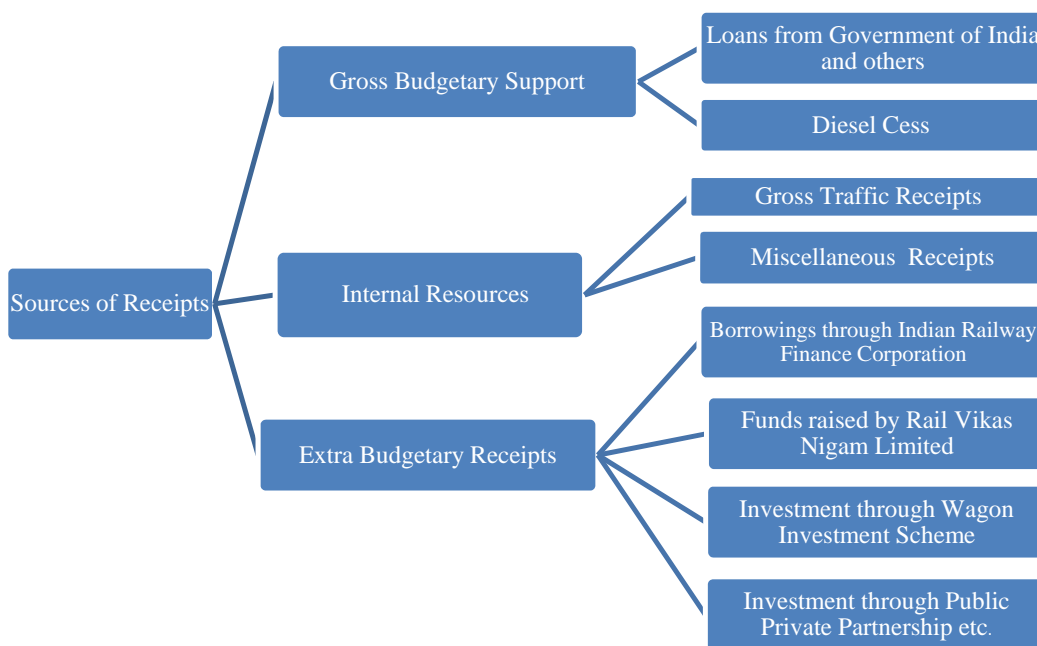 Sources of Receipts
Gross Budgetary Support
Loans from Government of India
and others
Diesel Cess
Internal Resources
Gross Traffic Receipts
Miscellaneous Receipts
Extra Budgetary Receipts
Borrowings through Indian Railway
Finance Corporation
Funds raised by Rail Vikas
Nigam Limited
Investment through Wagon
Investment Scheme
Investment through Public
Private Partnership etc.